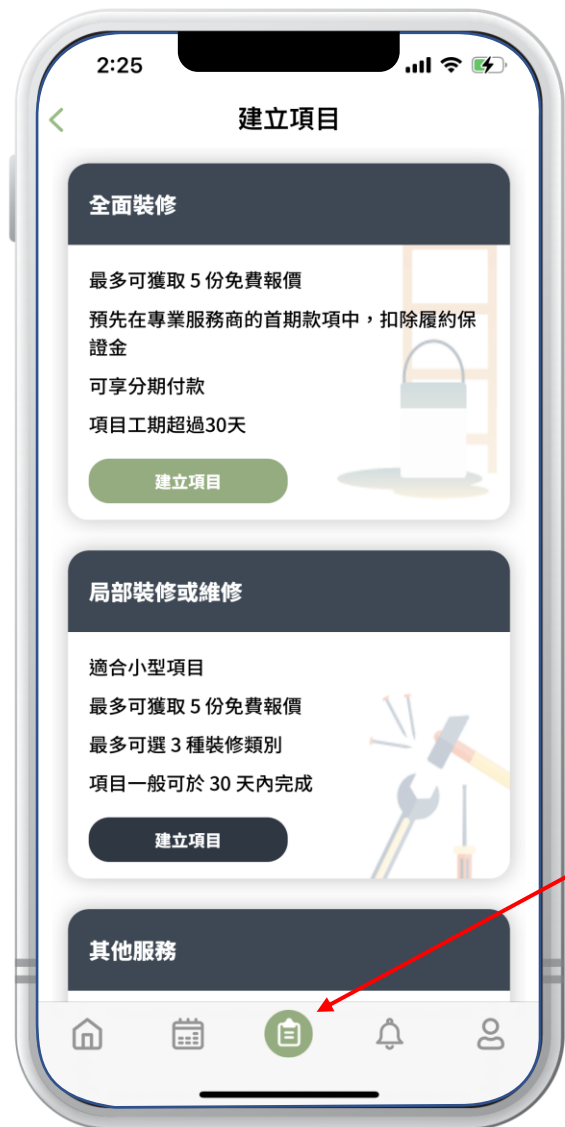 2:25
建立項目
全面裝修
最多可獲取 5 份免費報價
預先在專業服務商的首期款項中，扣除履約保
證金
可享分期付款
項目工期超過30天
建立項目
局部裝修或維修
適合小型項目
最多可獲取 5 份免費報價
最多可選 3 種裝修類別
項目一般可於 30 天內完成
建立項目
其他服務